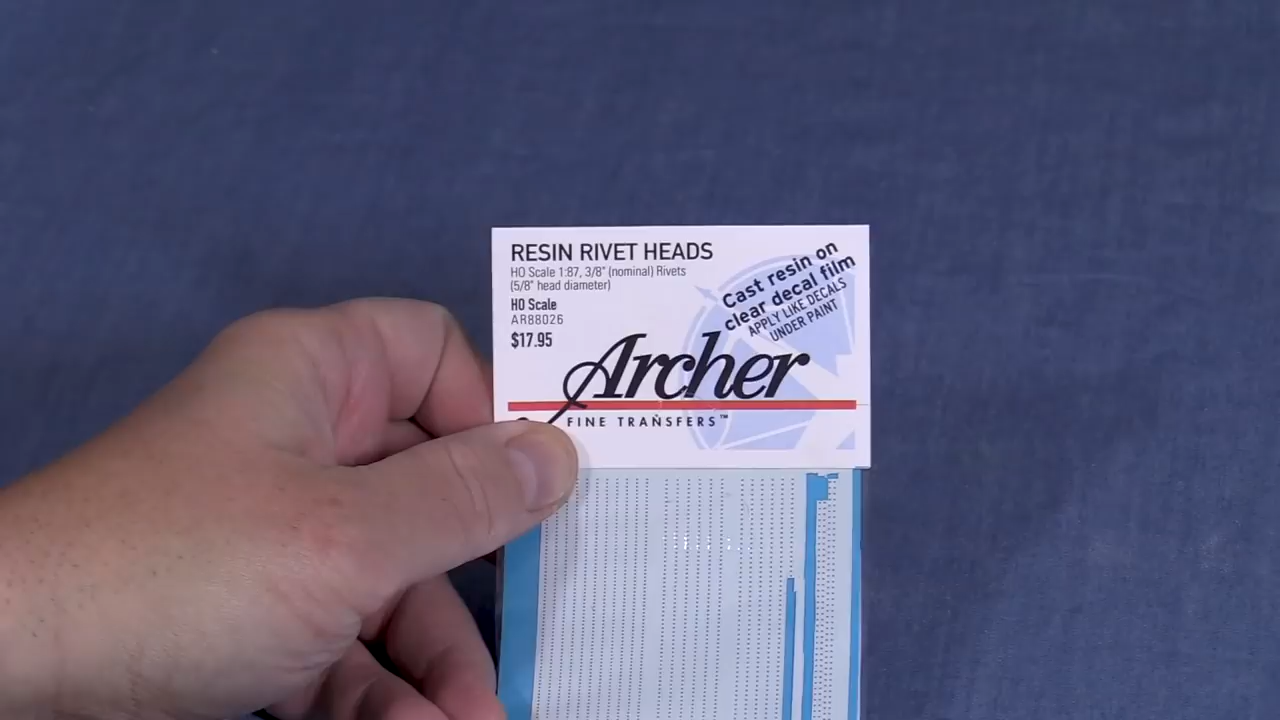 RESIN RIVET HEADS
HO Scale 1:87, 3/8" (nominal) Rivets
(5/8" head diameter)
HO Scale
AR88026
$17.95
Cast resin on
clear decal film
APPLY LIKE DECALS
UNDER PAINT
Archer
FINE TRANSFERS™